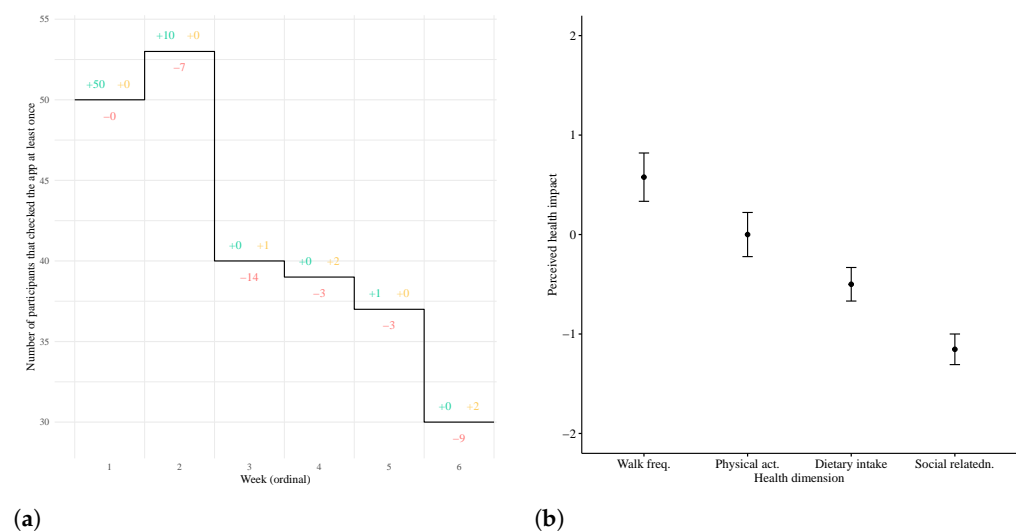 55
50
45
40
35
30
Number of participants that checked the app at least once
+50 +0
−0
+10 +0
−7
+0 +1
−14
+0 +2
−3
+1 +0
−3
+0 +2
−9
1 2 3 4 5 6
Week (ordinal)
(a)
2
1
0
−1
−2
Perceived health impact
Walk freq. Physical act. Dietary intake Social relatedn.
Health dimension
(b)